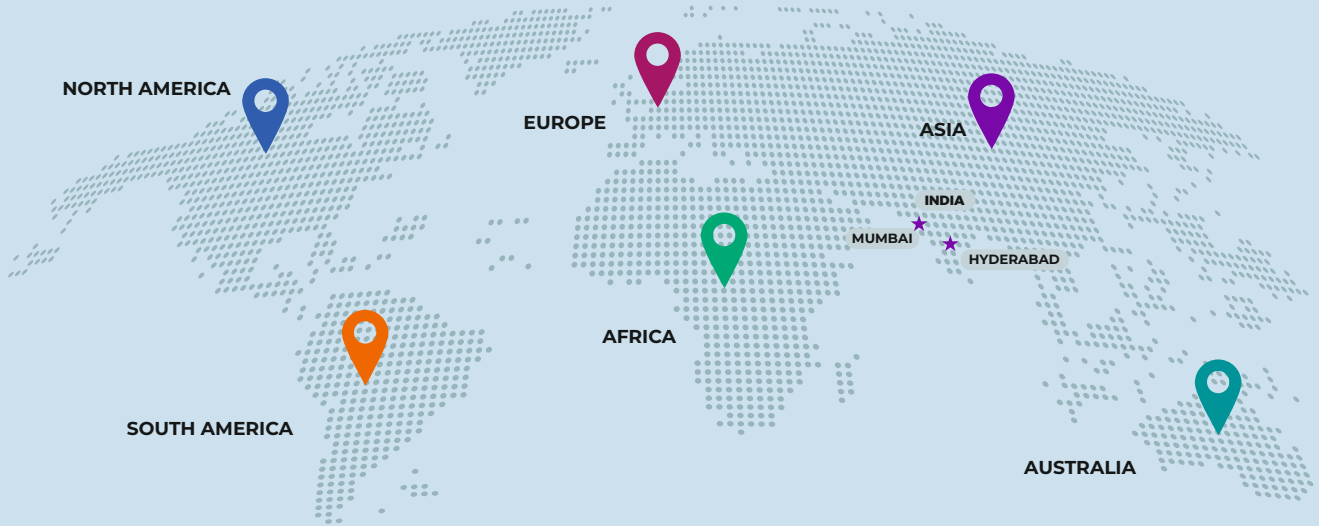 NORTH AMERICA
EUROPE
ASIA
INDIA
MUMBAI
HYDERABAD
AFRICA
SOUTH AMERICA
AUSTRALIA